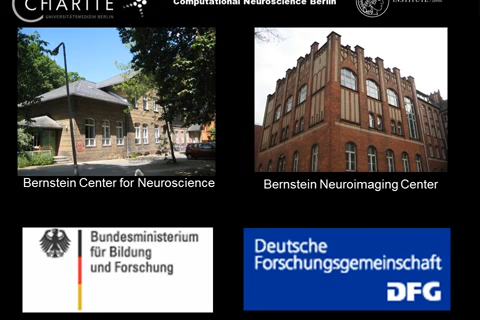 CHARITÉ
Computational Neuroscience Berlin
UNIVERSITÄTSMEDIZIN BERLIN
INSTITUTE
Bernstein Center for Neuroscience
Bernstein Neuroimaging Center
Bundesministerium
für Bildung
und Forschung
Deutsche
Forschungsgemeinschaft
DFG